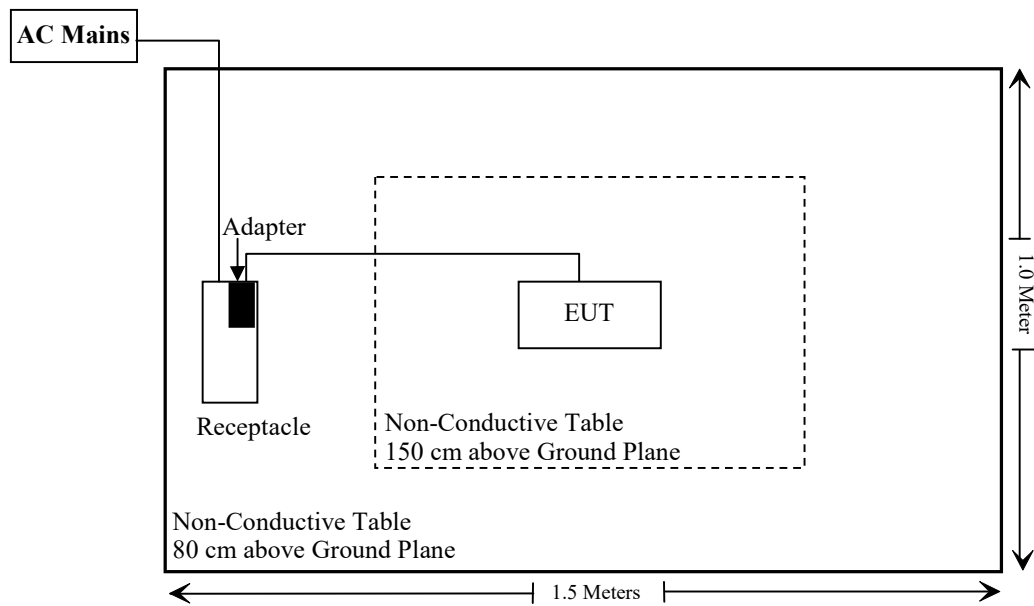 AC Mains
Adapter
EUT
Receptacle
Non-Conductive Table
150 cm above Ground Plane
Non-Conductive Table
80 cm above Ground Plane
1.0 Meter
1.5 Meters